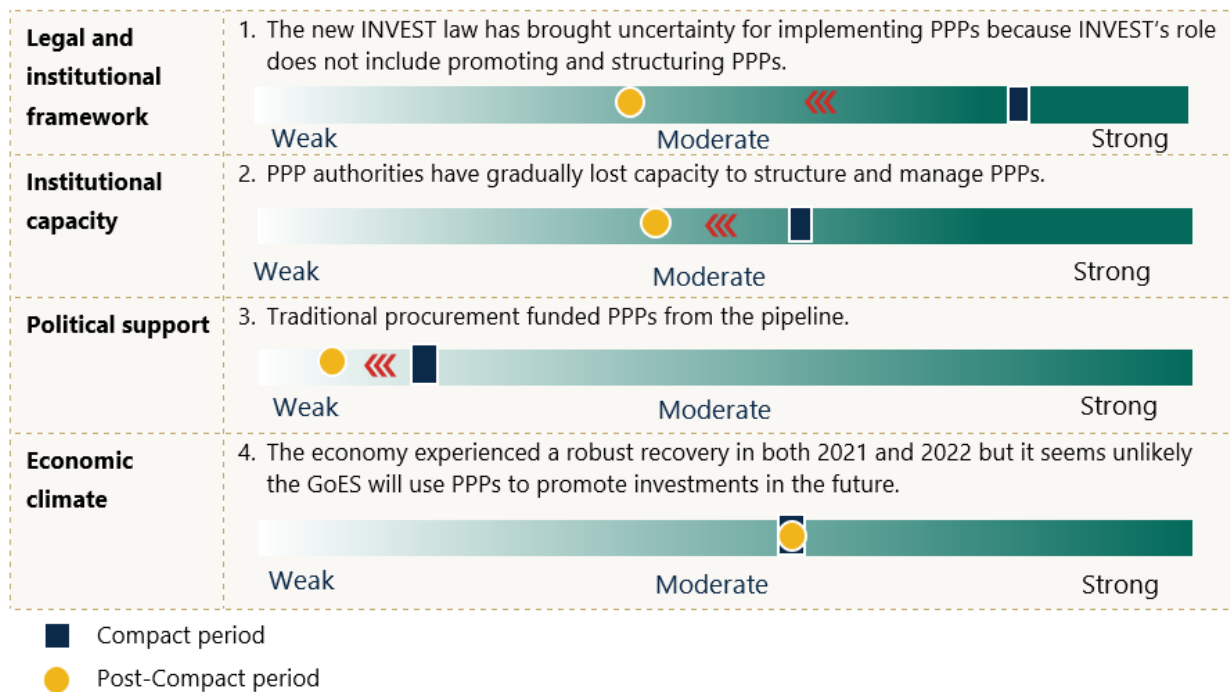 Legal and
institutional
framework
1. The new INVEST law has brought uncertainty for implementing PPPs because INVEST’s role
does not include promoting and structuring PPPs.
Weak
Moderate
Strong
Institutional
capacity
2. PPP authorities have gradually lost capacity to structure and manage PPPs.
Weak
Moderate
Strong
Political support
3. Traditional procurement funded PPPs from the pipeline.
Weak
Moderate
Strong
Economic
climate
4. The economy experienced a robust recovery in both 2021 and 2022 but it seems unlikely
the GoES will use PPPs to promote investments in the future.
Weak
Moderate
Strong
Compact period
Post-Compact period